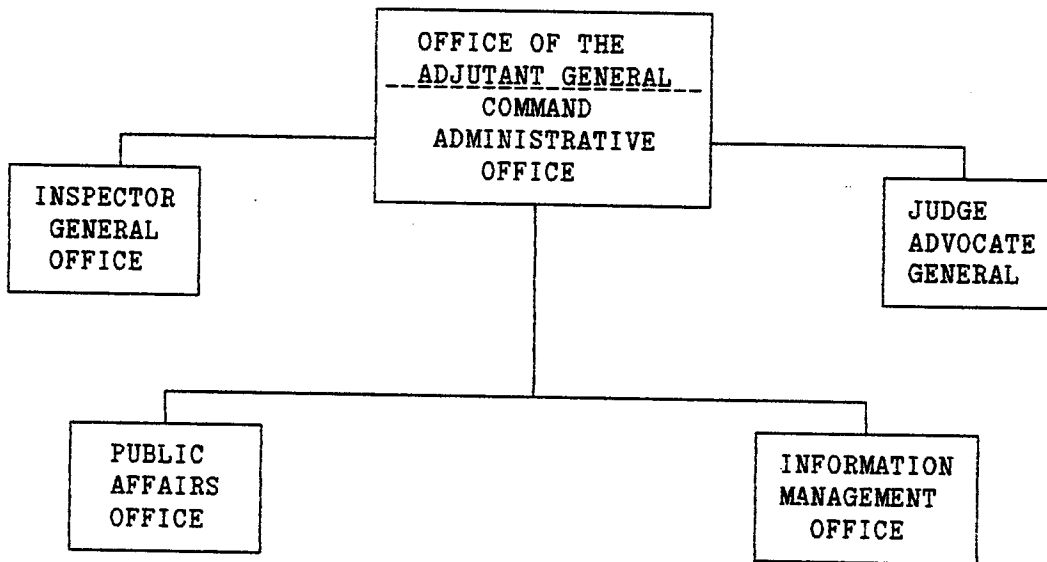 OFFICE OF THE
ADJUTANT GENERAL
COMMAND
ADMINISTRATIVE
OFFICE
INSPECTOR
GENERAL
OFFICE
JUDGE
ADVOCATE
GENERAL
PUBLIC
AFFAIRS
OFFICE
INFORMATION
MANAGEMENT
OFFICE